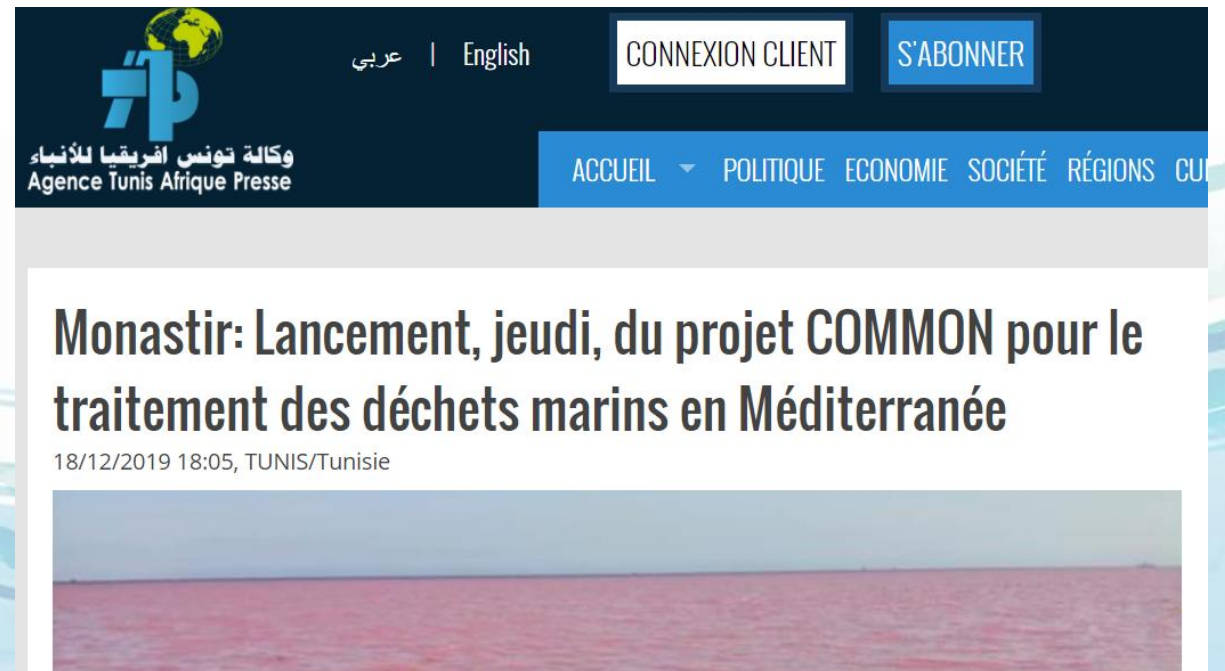 عربي | English
CONNEXION CLIENT
S'ABONNER
وكالة تونس افريقيا للأنباء
Agence Tunis Afrique Presse
ACCUEIL POLITIQUE ECONOMIE SOCIÉTÉ RÉGIONS
Monastir: Lancement, jeudi, du projet COMMON pour le
traitement des déchets marins en Méditerranée
18/12/2019 18:05, TUNIS/Tunisie